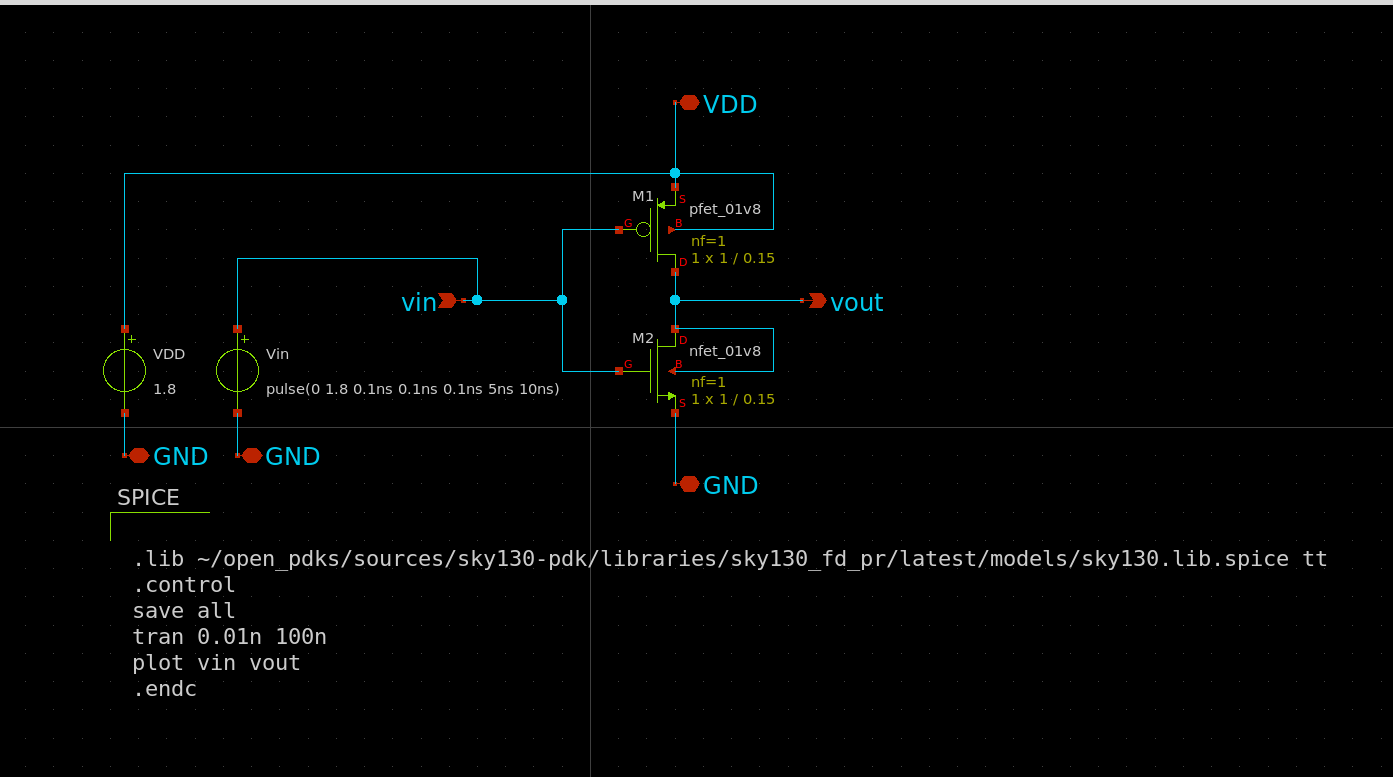 VDD
M1
S
pfet_01v8
G
B
nf=1
1 x 1 / 0.15
D
vin
vout
M2
D
nfet_01v8
G
B
nf=1
1 x 1 / 0.15
S
+
VDD
1.8
+
Vin
pulse(0 1.8 0.1ns 0.1ns 0.1ns 5ns 10ns)
GND
GND
GND
SPICE
.lib ~/open_pdks/sources/sky130-pdk/libraries/sky130_fd_pr/latest/models/sky130.lib.spice tt
.control
save all
tran 0.01n 100n
plot vin vout
.endc